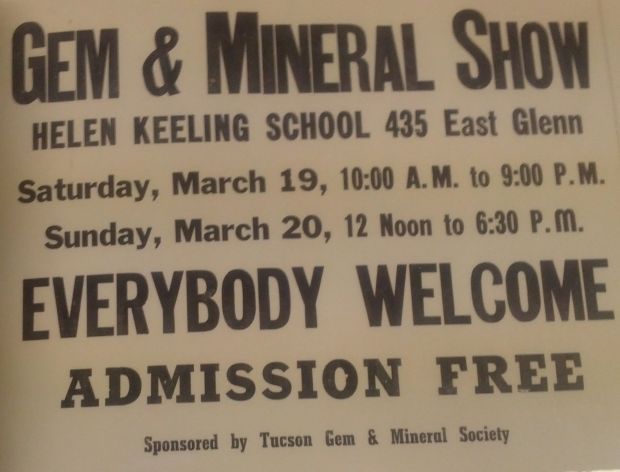 GEM & MINERAL SHOW
HELEN KEELING SCHOOL 435 East Glenn
Saturday, March 19, 10:00 A.M. to 9:00 P.M.
Sunday, March 20, 12 Noon to 6:30 P.m.
EVERYBODY WELCOME
ADMISSION FREE
Sponsored by Tucson Gem & Mineral Society